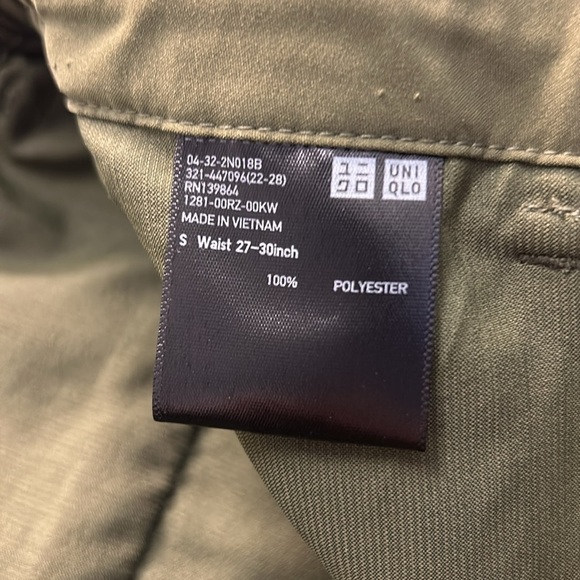 04-32-2N018B
321-447096(22-28)
RN139864
1281-00RZ-00KW
MADE IN VIETNAM
S Waist 27-30inch
100% POLYESTER
ユニ
クロ
UNI
QLO